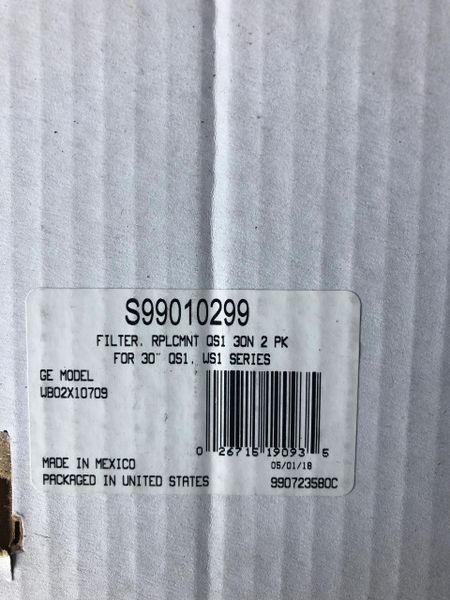 S99010299
FILTER, RPLCMNT QS1 30N 2 PK
FOR 30" QS1, WS1 SERIES
GE MODEL
WB02X10709
0 26715 19093 5
05/01/18
MADE IN MEXICO
PACKAGED IN UNITED STATES
990723580C